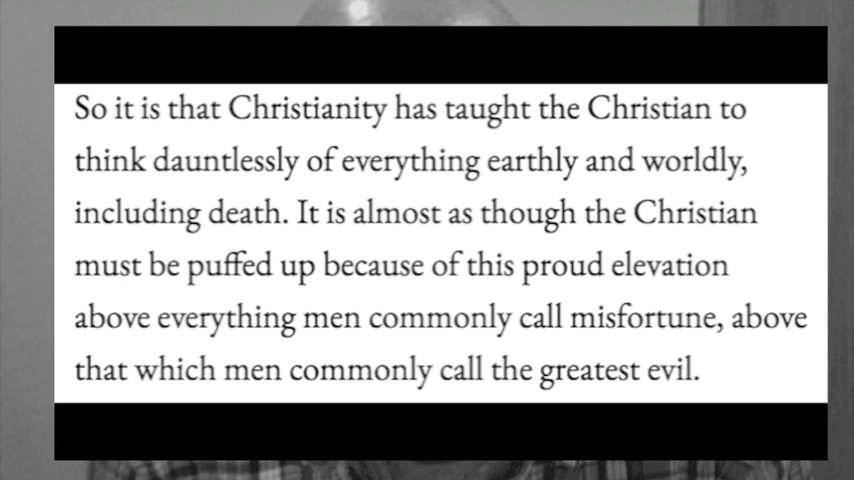 So it is that Christianity has taught the Christian to
think dauntlessly of everything earthly and worldly,
including death. It is almost as though the Christian
must be puffed up because of this proud elevation
above everything men commonly call misfortune, above
that which men commonly call the greatest evil.